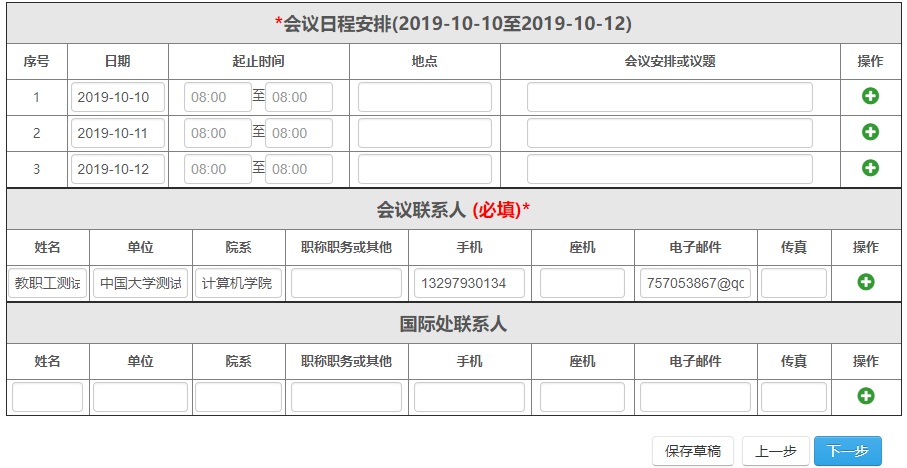 *会议日程安排(2019-10-10至2019-10-12)
序号 日期 起止时间 地点 会议安排或议题 操作
1 2019-10-10 08:00 至 08:00
2 2019-10-11 08:00 至 08:00
3 2019-10-12 08:00 至 08:00
会议联系人 (必填)*
姓名 单位 院系 职称职务或其他 手机 座机 电子邮件 传真 操作
教职工测试 中国大学测试 计算机学院 13297930134 757053867@qc
国际处联系人
姓名 单位 院系 职称职务或其他 手机 座机 电子邮件 传真 操作
保存草稿 上一步 下一步